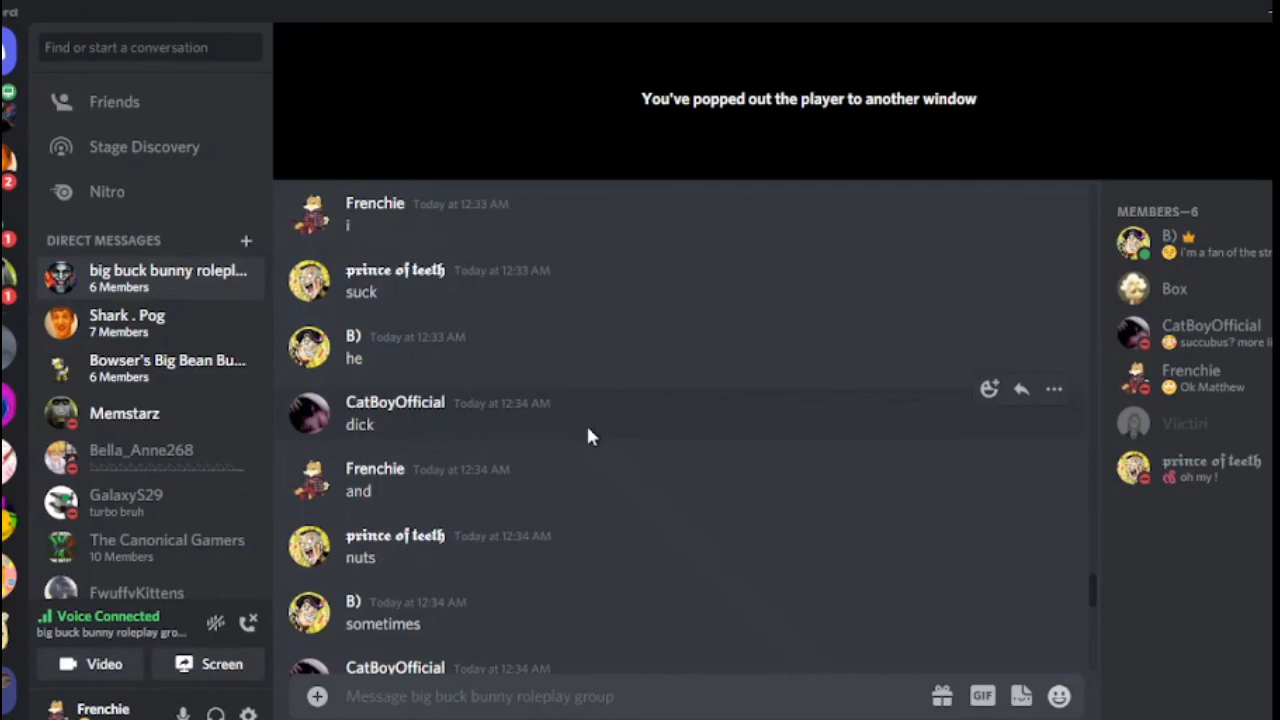 rd
Find or start a conversation
Friends
Stage Discovery
Nitro
DIRECT MESSAGES
big buck bunny rolepl...
6 Members
Shark . Pog
7 Members
Bowser's Big Bean Bu...
6 Members
Memstarz
Bella_Anne268
GalaxyS29
turbo bruh
The Canonical Gamers
10 Members
FwuffyKittens
Voice Connected
big buck bunny roleplay gro...
Video
Screen
Frenchie
2
1
1
You've popped out the player to another window
Frenchie Today at 12:33 AM
i
prince of teeth Today at 12:33 AM
suck
B) Today at 12:33 AM
he
CatBoyOfficial Today at 12:34 AM
dick
Frenchie Today at 12:34 AM
and
prince of teeth Today at 12:34 AM
nuts
B) Today at 12:34 AM
sometimes
CatBoyOfficial Today at 12:34 AM
Message big buck bunny roleplay group
GIF
MEMBERS—6
B)
i'm a fan of the str
Box
CatBoyOfficial
succubus? more li
Frenchie
Ok Matthew
Viictiri
prince of teeth
oh my !